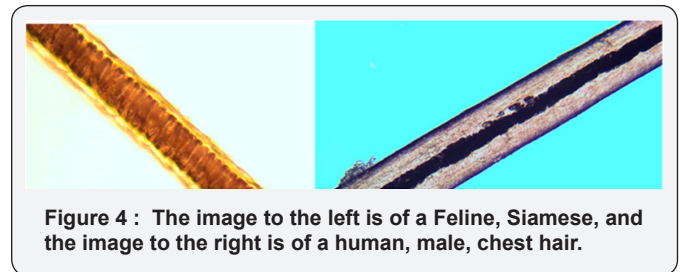 Figure 4 : The image to the left is of a Feline, Siamese, and
the image to the right is of a human, male, chest hair.